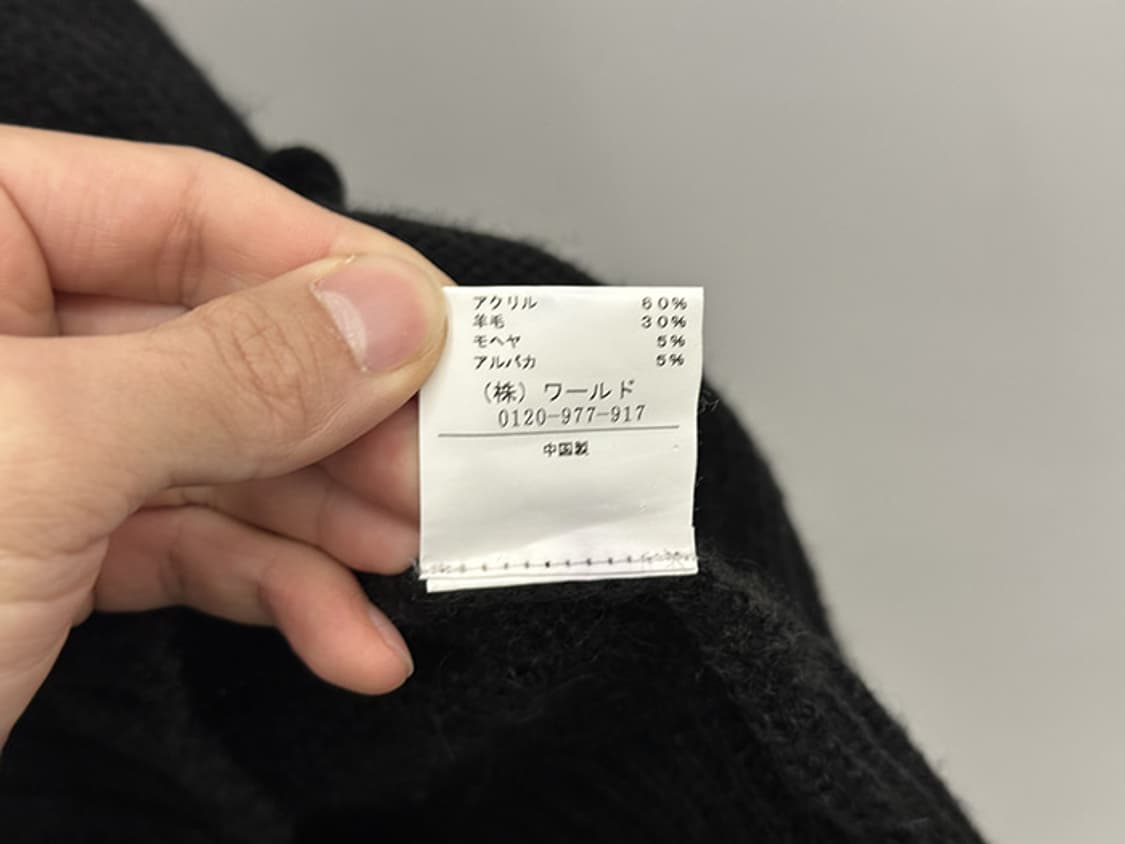 アクリル 60%
羊毛 30%
モヘヤ 5%
アルパカ 5%
(株) ワールド
0120-977-917
中国製